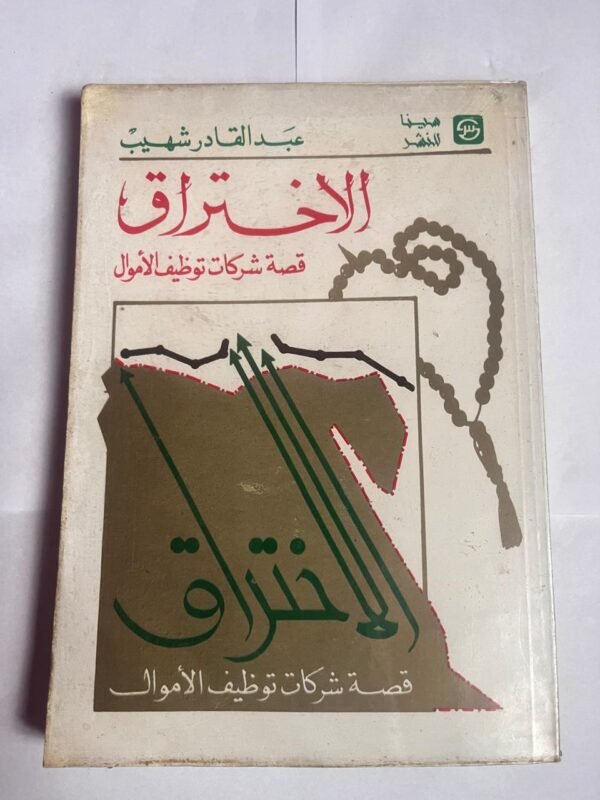 سينا
للنشر
عبد القادر شهيبْ
الاختراق
قصة شركات توظيف الأموال
الاختراق
قصة شركات توظيف الأموال